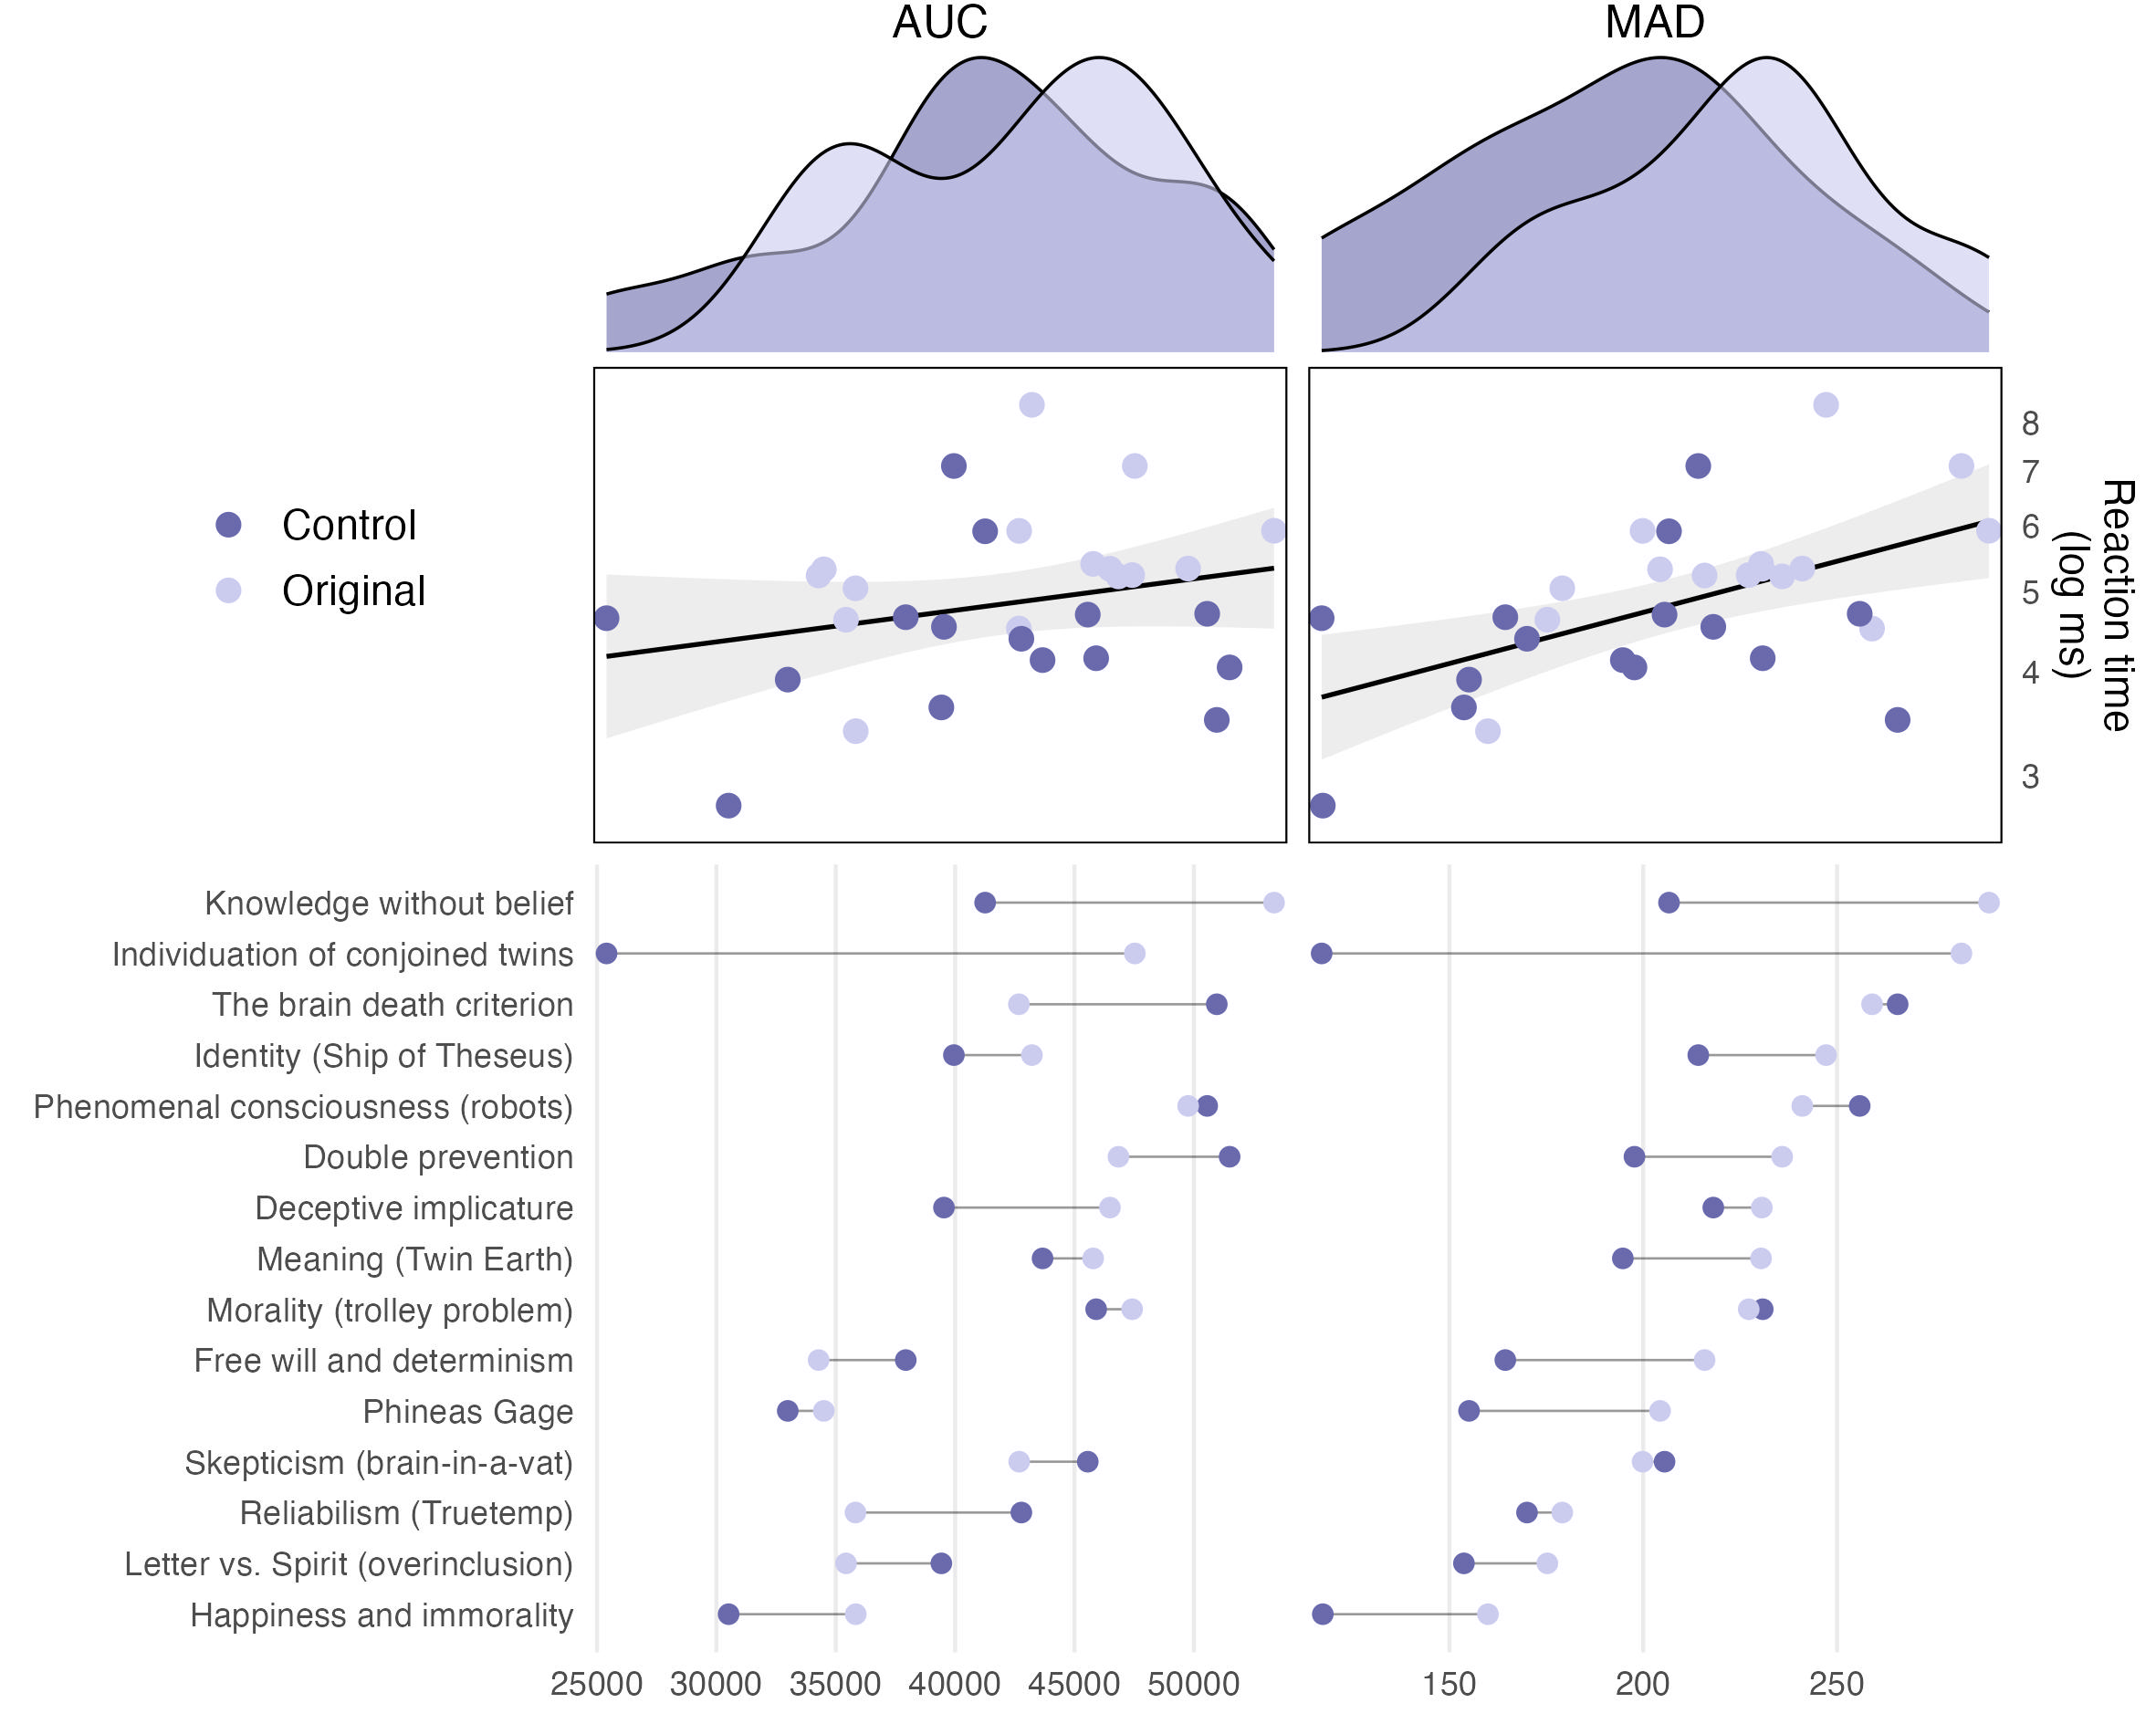 AUC
MAD
Control
Original
8
7
6
5
4
3
Reaction time
(log ms)
Knowledge without belief
Individuation of conjoined twins
The brain death criterion
Identity (Ship of Theseus)
Phenomenal consciousness (robots)
Double prevention
Deceptive implicature
Meaning (Twin Earth)
Morality (trolley problem)
Free will and determinism
Phineas Gage
Skepticism (brain-in-a-vat)
Reliabilism (Truetemp)
Letter vs. Spirit (overinclusion)
Happiness and immorality
25000 30000 35000 40000 45000 50000
150 200 250